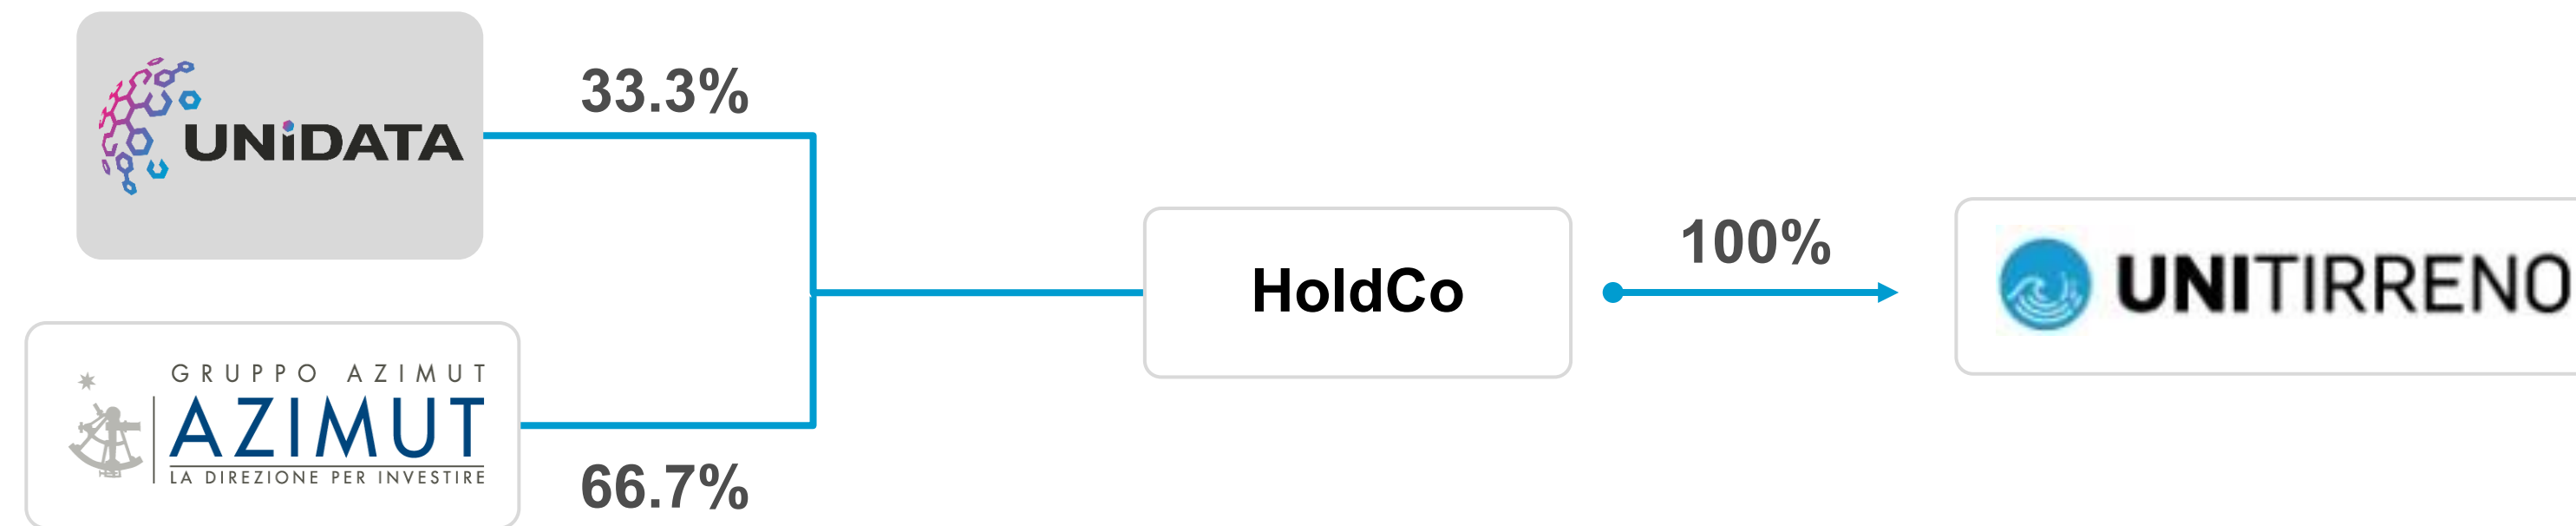 UNiDATA
33.3%
GRUPPO AZIMUT
AZIMUT
LA DIREZIONE PER INVESTIRE
66.7%
HoldCo
100%
UNITIRRENO